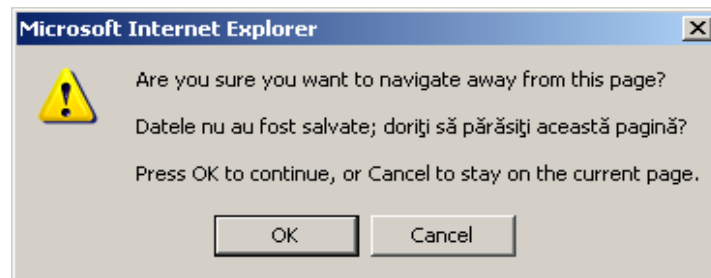 Microsoft Internet Explorer
Are you sure you want to navigate away from this page?
Datele nu au fost salvate; doriţi să părăsiţi această pagină?
Press OK to continue, or Cancel to stay on the current page.
OK Cancel